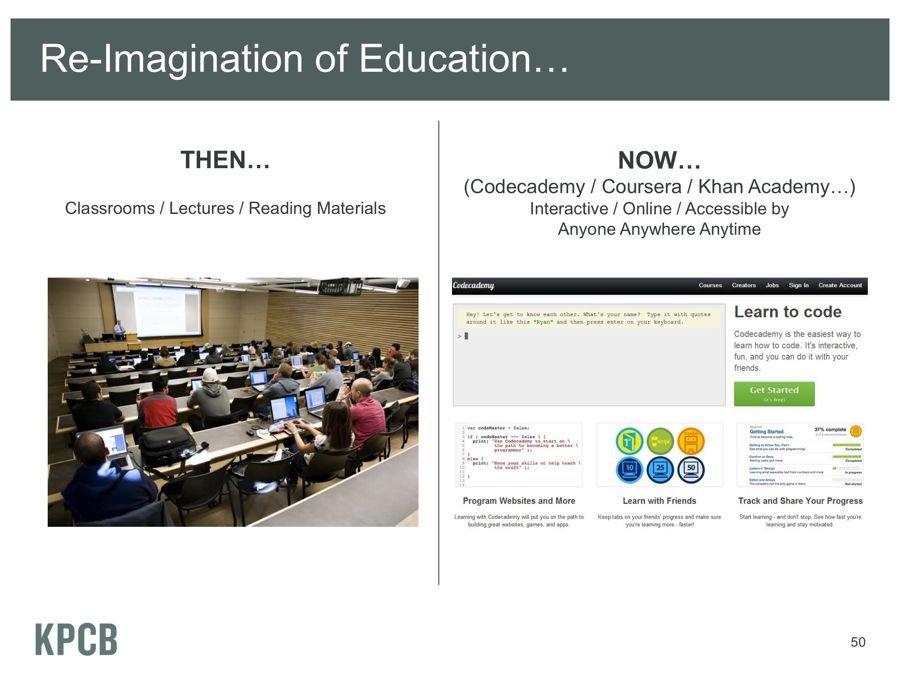 Re-Imagination of Education…
THEN…
Classrooms / Lectures / Reading Materials
NOW…
(Codecademy / Coursera / Khan Academy…)
Interactive / Online / Accessible by
Anyone Anywhere Anytime
Codecademy
Courses Creators Jobs Sign In Create Account
Hey! Let's get to know each other. What's your name? Type it with quotes
around it like this "Ryan" and then press enter on your keyboard.
>
Learn to code
Codecademy is the easiest way to
learn how to code. It's interactive,
fun, and you can do it with your
friends.
Get Started
(it's free)
var codeMaster = false;
if ( codeMaster === false ) {
print( "Use Codecademy to start on \
the path to becoming a better \
programmer" );
}
else {
print( "Hone your skills or help teach \
the craft" );
}
10 25 50
Getting Started
37% complete
Completed
Completed
In progress
Not started
Program Websites and More
Learning with Codecademy will put you on the path to
building great websites, games, and apps.
Learn with Friends
Keep tabs on your friends' progress and make sure
you're learning more - faster!
Track and Share Your Progress
Start learning - and don't stop. See how fast you're
learning and stay motivated.
KPCB
50